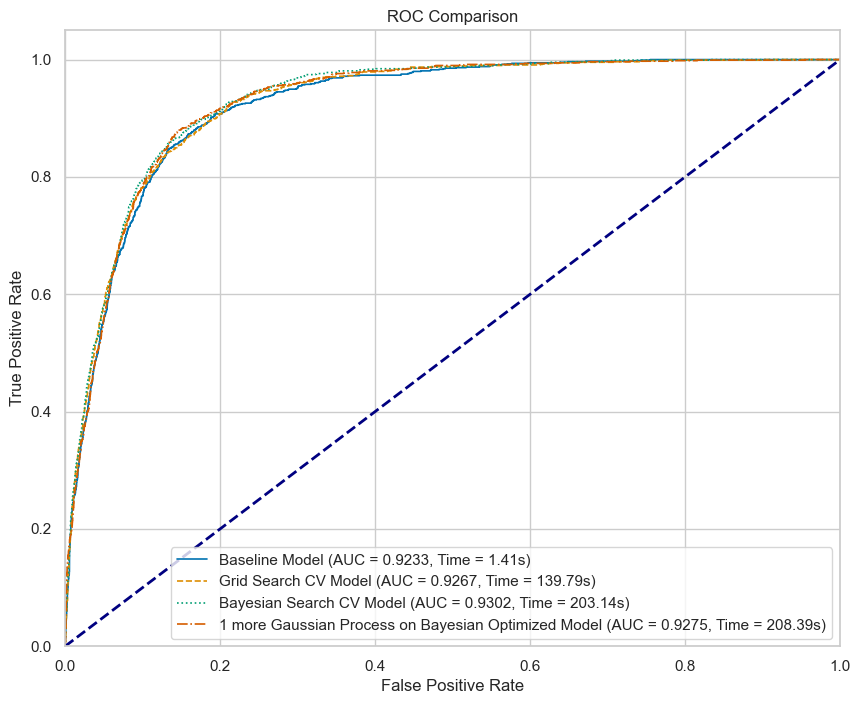 ROC Comparison
1.0
0.8
0.6
0.4
0.2
0.0
True Positive Rate
Baseline Model (AUC = 0.9233, Time = 1.41s)
Grid Search CV Model (AUC = 0.9267, Time = 139.79s)
Bayesian Search CV Model (AUC = 0.9302, Time = 203.14s)
1 more Gaussian Process on Bayesian Optimized Model (AUC = 0.9275, Time = 208.39s)
0.0 0.2 0.4 0.6 0.8 1.0
False Positive Rate